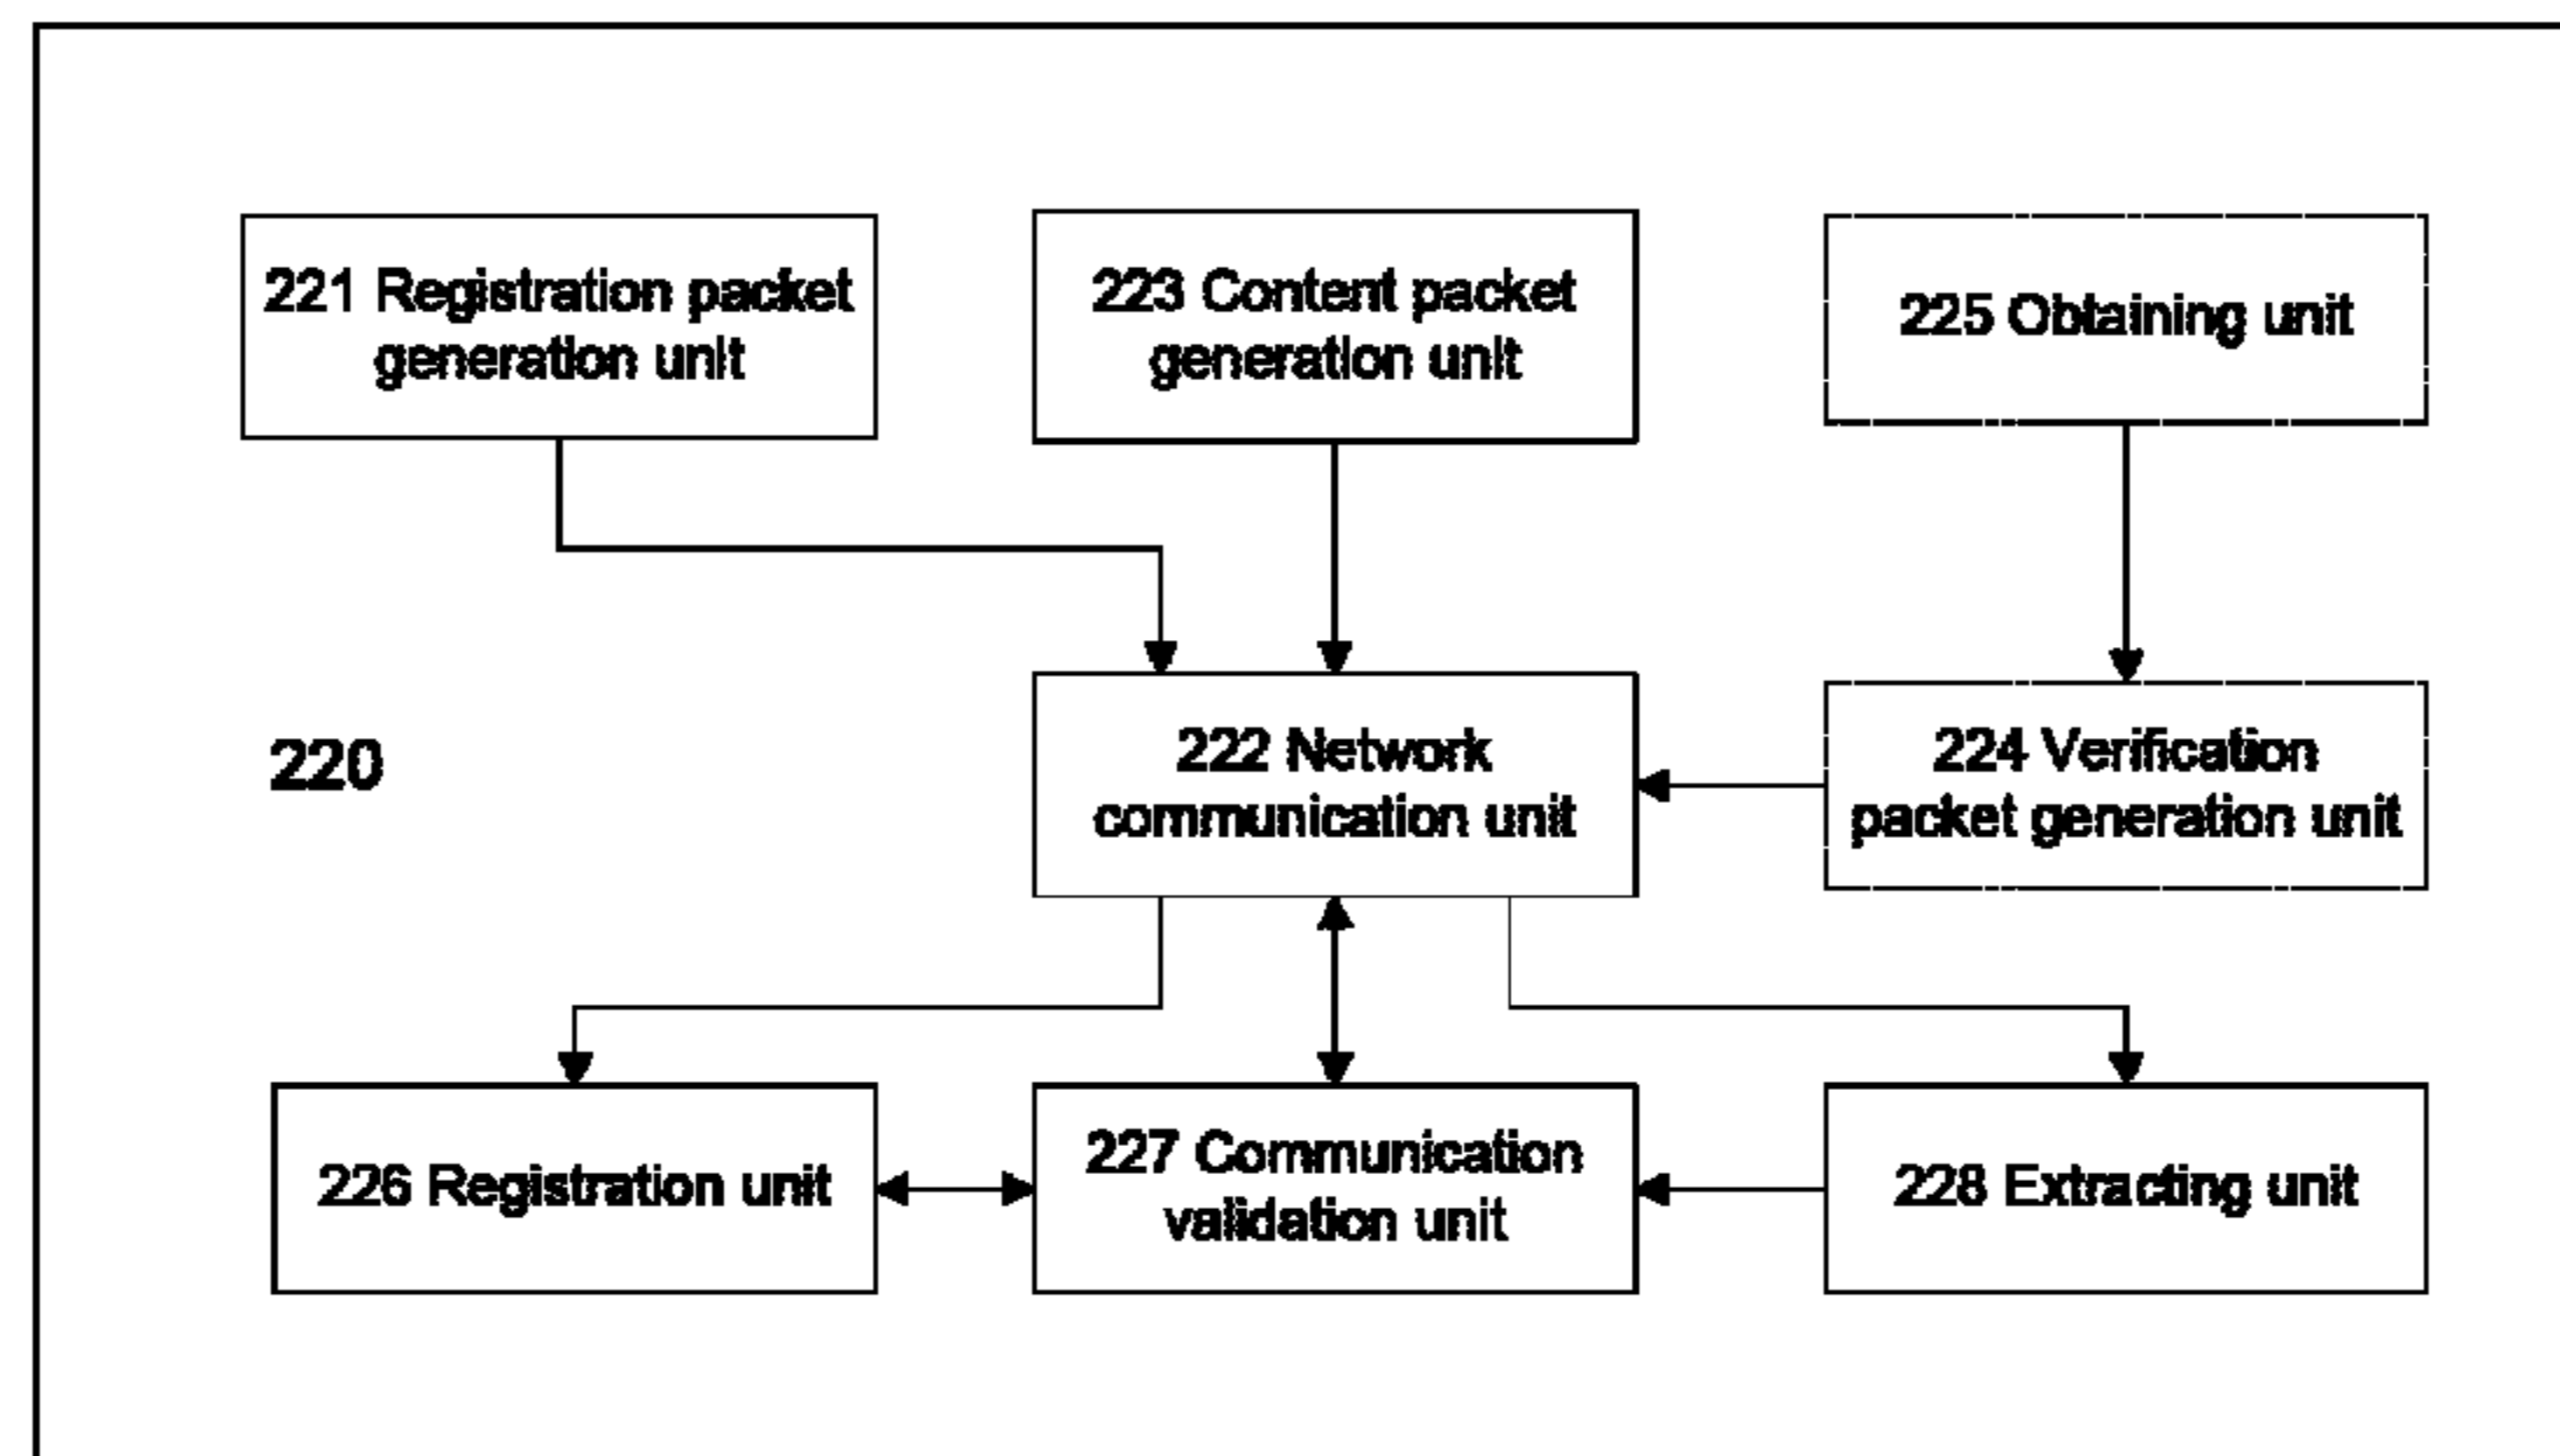 221 Registration packet
generation unit
223 Content packet
generation unit
225 Obtaining unit
220
222 Network
communication unit
224 Verification
packet generation unit
226 Registration unit
227 Communication
validation unit
228 Extracting unit